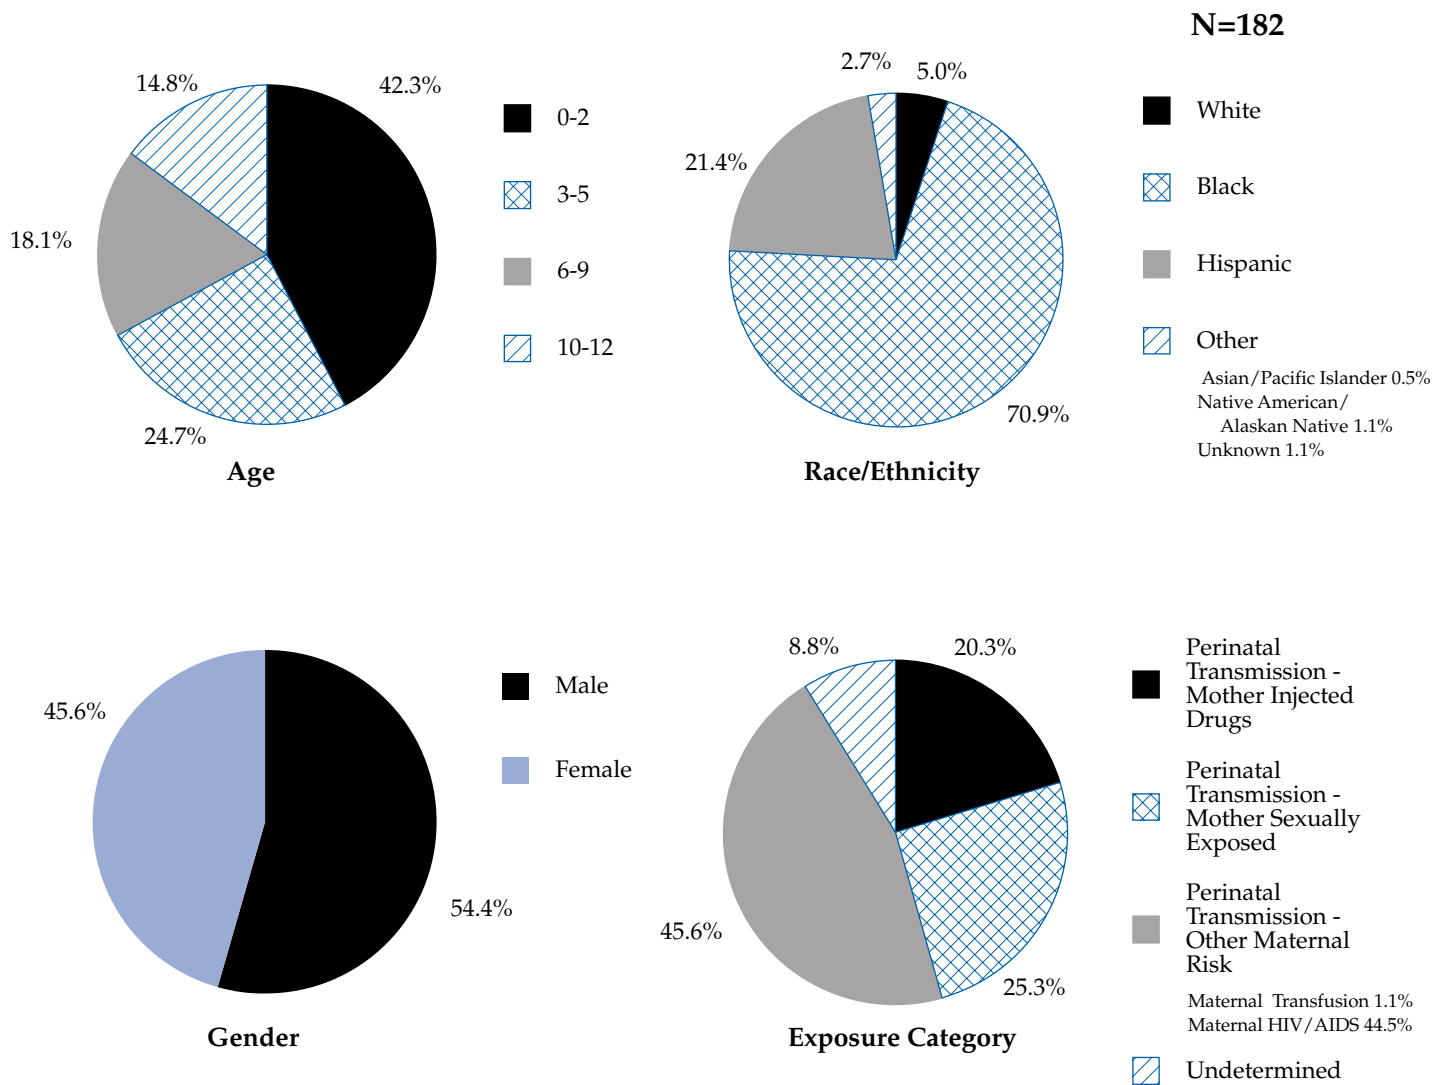 N=182
14.8%
42.3%
18.1%
24.7%
0-2
3-5
6-9
10-12
Age
2.7%
5.0%
21.4%
70.9%
Race/Ethnicity
White
Black
Hispanic
Other
Asian/Pacific Islander 0.5%
Native American/
Alaskan Native 1.1%
Unknown 1.1%
45.6%
54.4%
Male
Female
Gender
8.8%
20.3%
45.6%
25.3%
Exposure Category
Perinatal
Transmission -
Mother Injected
Drugs
Perinatal
Transmission -
Mother Sexually
Exposed
Perinatal
Transmission -
Other Maternal
Risk
Maternal Transfusion 1.1%
Maternal HIV/AIDS 44.5%
Undetermined